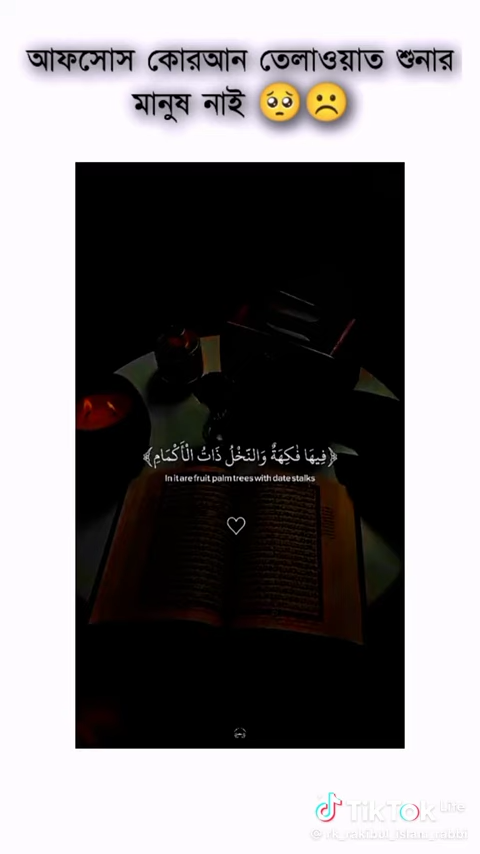 আফসোস কোরআন তেলাওয়াত শুনার
মানুষ নাই 🥺☹️
﴿فِيهَا فَٰكِهَةٌ وَالنَّخْلُ ذَاتُ الْأَكْمَامِ﴾
In it are fruit palm trees with date stalks
TikTok Lite
@rk_rakibul_islam_rabbi